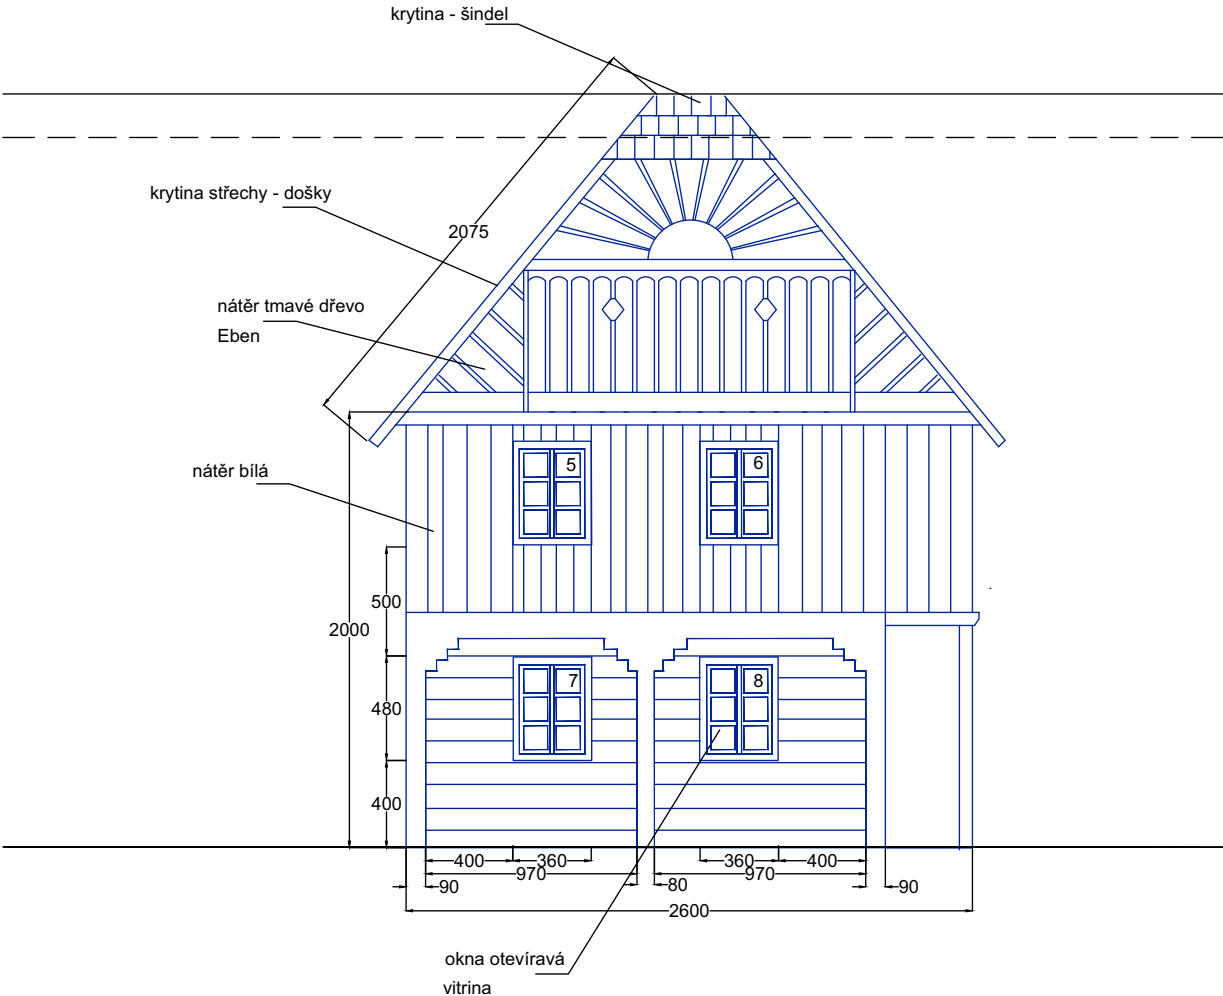 krytina - šindel
krytina střechy - došky
2075
nátěr tmavé dřevo
Eben
5
6
nátěr bílá
500
2000
7
8
480
400
400
360
360
400
970
970
90
80
90
2600
okna otevíravá
vitrina